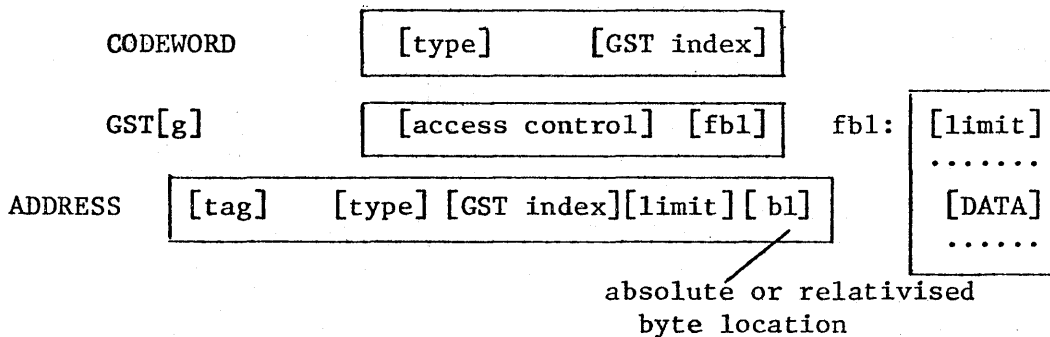 CODEWORD [type] [GST index]
GST[g] [access control] [fbl] fbl: [limit]
.......
ADDRESS [tag] [type] [GST index][limit][ bl] [DATA]
......
absolute or relativised
byte location